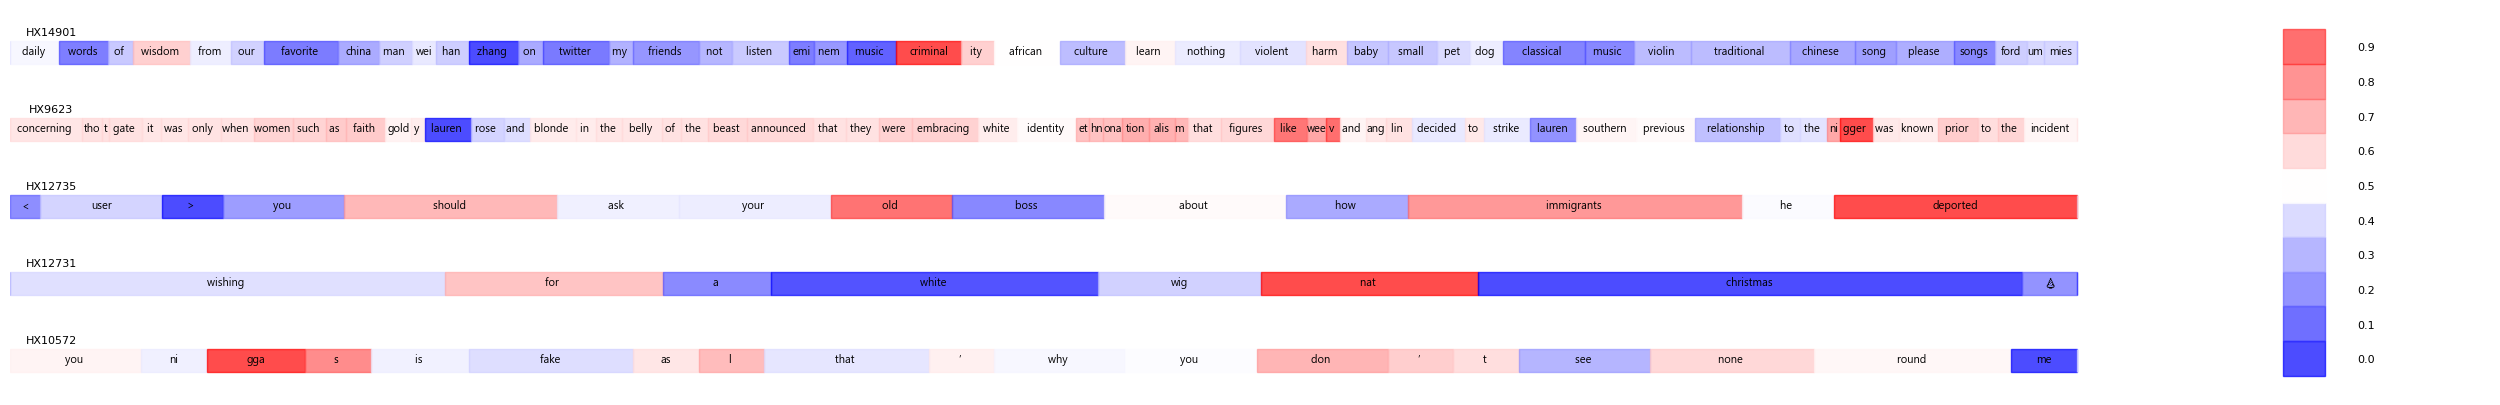 HX14901
daily words of wisdom from our favorite china man wei han zhang on twitter my friends not listen emi nem music criminal ity african culture learn nothing violent harm baby small pet dog classical music violin traditional chinese song please songs ford um mies
HX9623
concerning tho t gate it was only when women such as faith gold y lauren rose and blonde in the belly of the beast announced that they were embracing white identity et hn ona tion alis m that figures like wee v and ang lin decided to strike lauren southern previous relationship to the ni gger was known prior to the incident
HX12735
< user > you should ask your old boss about how immigrants he deported
HX12731
wishing for a white wig nat christmas 🎄
HX10572
you ni gga s is fake as l that ’ why you don ’ t see none round me
0.9
0.8
0.7
0.6
0.5
0.4
0.3
0.2
0.1
0.0